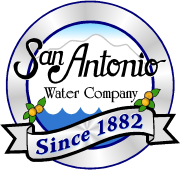 San Antonio
Water Company
Since 1882